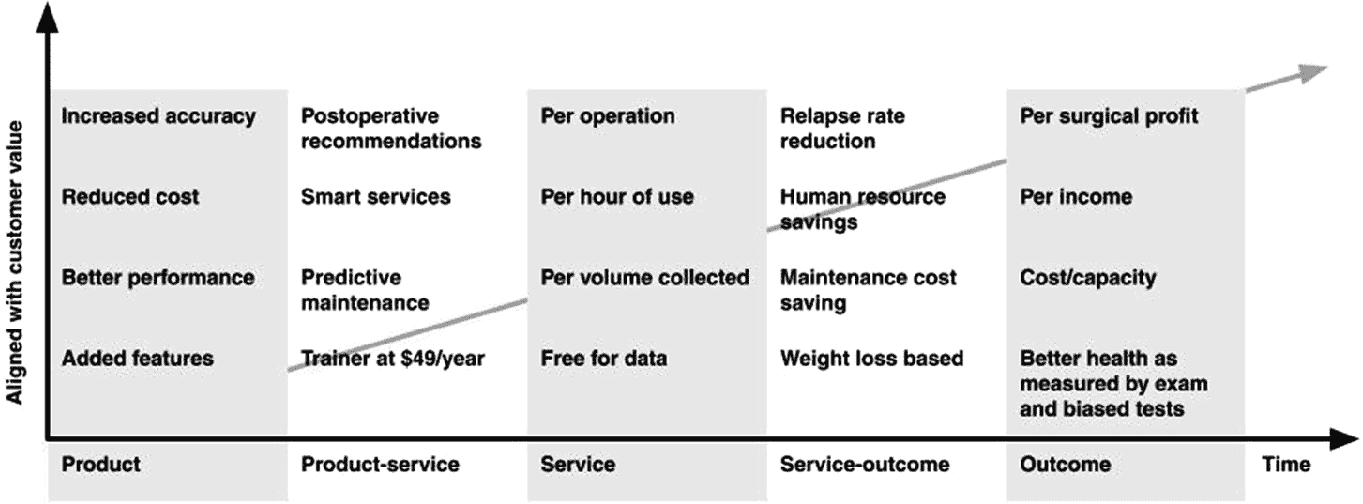 Aligned with customer value
Increased accuracy
Reduced cost
Better performance
Added features
Product
Postoperative
recommendations
Smart services
Predictive
maintenance
Trainer at $49/year
Product-service
Per operation
Per hour of use
Per volume collected
Free for data
Service
Relapse rate
reduction
Human resource
savings
Maintenance cost
saving
Weight loss based
Service-outcome
Per surgical profit
Per income
Cost/capacity
Better health as
measured by exam
and biased tests
Outcome
Time